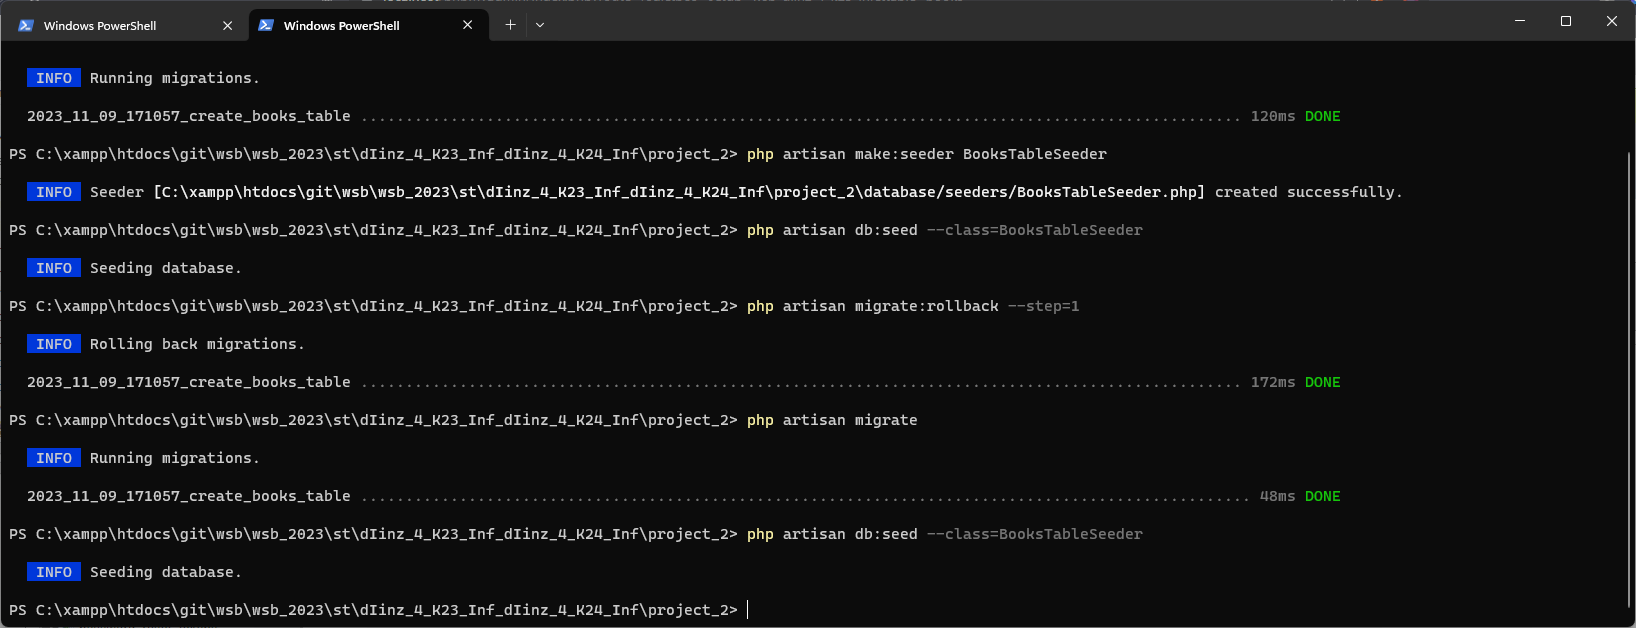 Windows PowerShell
Windows PowerShell
INFO Running migrations.
2023_11_09_171057_create_books_table .................................................................................................. 120ms DONE
PS C:\xampp\htdocs\git\wsb\wsb_2023\st\dIinz_4_K23_Inf_dIinz_4_K24_Inf\project_2> php artisan make:seeder BooksTableSeeder
INFO Seeder [C:\xampp\htdocs\git\wsb\wsb_2023\st\dIinz_4_K23_Inf_dIinz_4_K24_Inf\project_2\database/seeders/BooksTableSeeder.php] created successfully.
PS C:\xampp\htdocs\git\wsb\wsb_2023\st\dIinz_4_K23_Inf_dIinz_4_K24_Inf\project_2> php artisan db:seed --class=BooksTableSeeder
INFO Seeding database.
PS C:\xampp\htdocs\git\wsb\wsb_2023\st\dIinz_4_K23_Inf_dIinz_4_K24_Inf\project_2> php artisan migrate:rollback --step=1
INFO Rolling back migrations.
2023_11_09_171057_create_books_table .................................................................................................. 172ms DONE
PS C:\xampp\htdocs\git\wsb\wsb_2023\st\dIinz_4_K23_Inf_dIinz_4_K24_Inf\project_2> php artisan migrate
INFO Running migrations.
2023_11_09_171057_create_books_table ................................................................................................... 48ms DONE
PS C:\xampp\htdocs\git\wsb\wsb_2023\st\dIinz_4_K23_Inf_dIinz_4_K24_Inf\project_2> php artisan db:seed --class=BooksTableSeeder
INFO Seeding database.
PS C:\xampp\htdocs\git\wsb\wsb_2023\st\dIinz_4_K23_Inf_dIinz_4_K24_Inf\project_2>